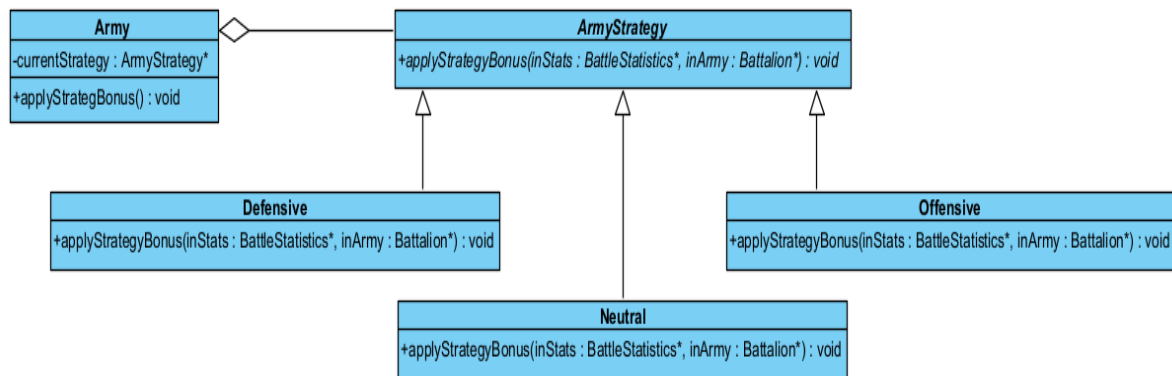 Army
-currentStrategy : ArmyStrategy*
+applyStrategBonus() : void
ArmyStrategy
+applyStrategyBonus(inStats : BattleStatistics*, inArmy : Battalion*) : void
Defensive
+applyStrategyBonus(inStats : BattleStatistics*, inArmy : Battalion*) : void
Offensive
+applyStrategyBonus(inStats : BattleStatistics*, inArmy : Battalion*) : void
Neutral
+applyStrategyBonus(inStats : BattleStatistics*, inArmy : Battalion*) : void